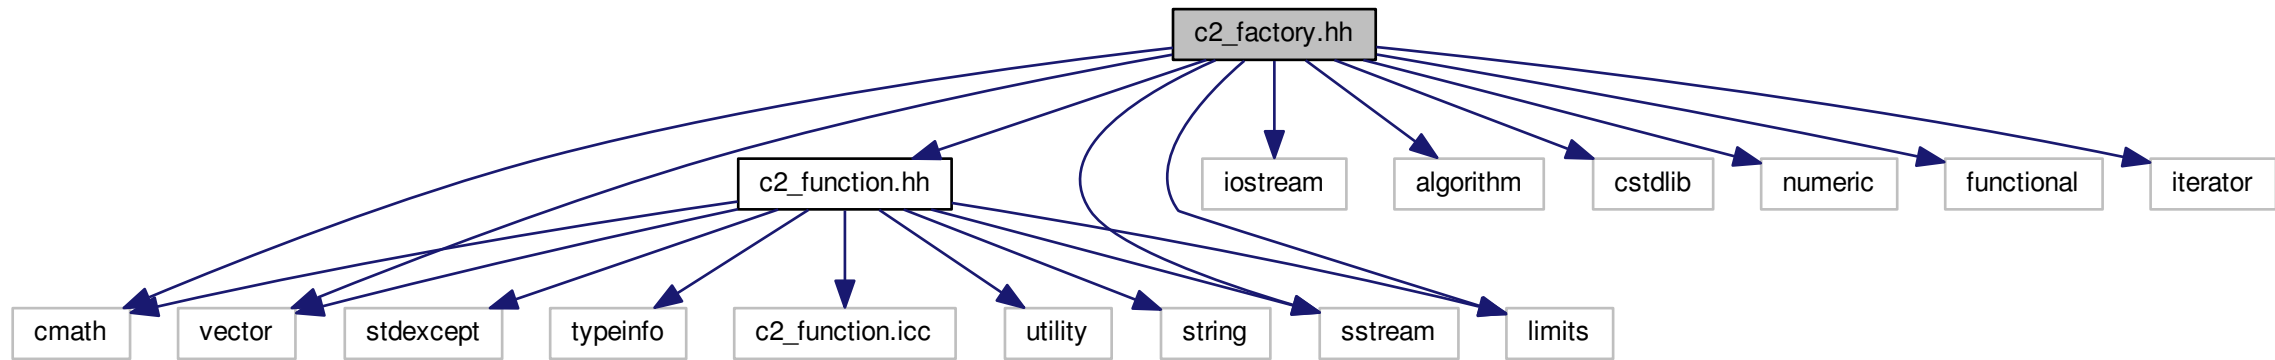 c2_factory.hh
c2_function.hh
iostream
algorithm
cstdlib
numeric
functional
iterator
cmath
vector
stdexcept
typeinfo
c2_function.icc
utility
string
sstream
limits